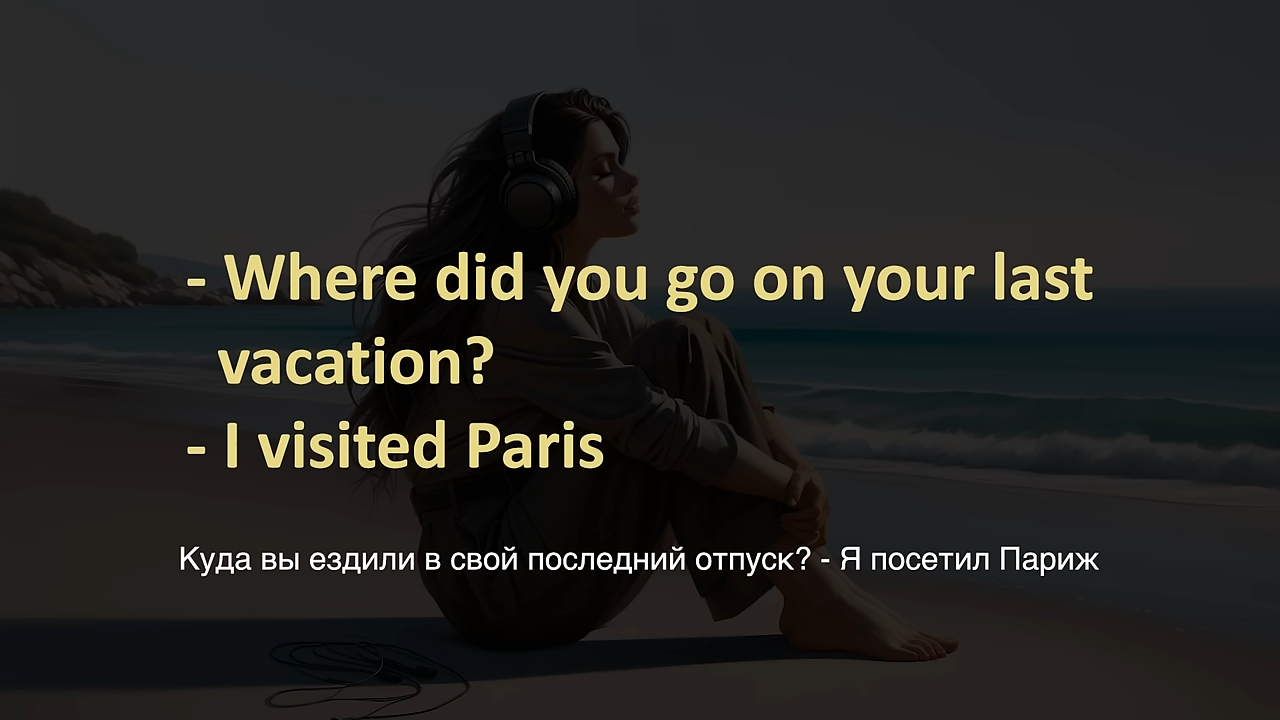 - Where did you go on your last
vacation?
- I visited Paris
Куда вы ездили в свой последний отпуск? - Я посетил Париж